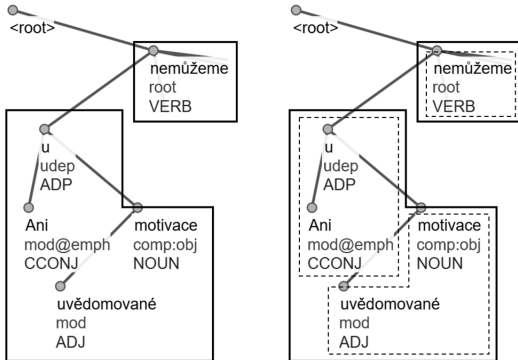 <root>
nemůžeme
root
VERB
u
udep
ADP
Ani
mod@emph
CCONJ
motivace
comp:obj
NOUN
uvědomované
mod
ADJ
<root>
nemůžeme
root
VERB
u
udep
ADP
Ani
mod@emph
CCONJ
motivace
comp:obj
NOUN
uvědomované
mod
ADJ